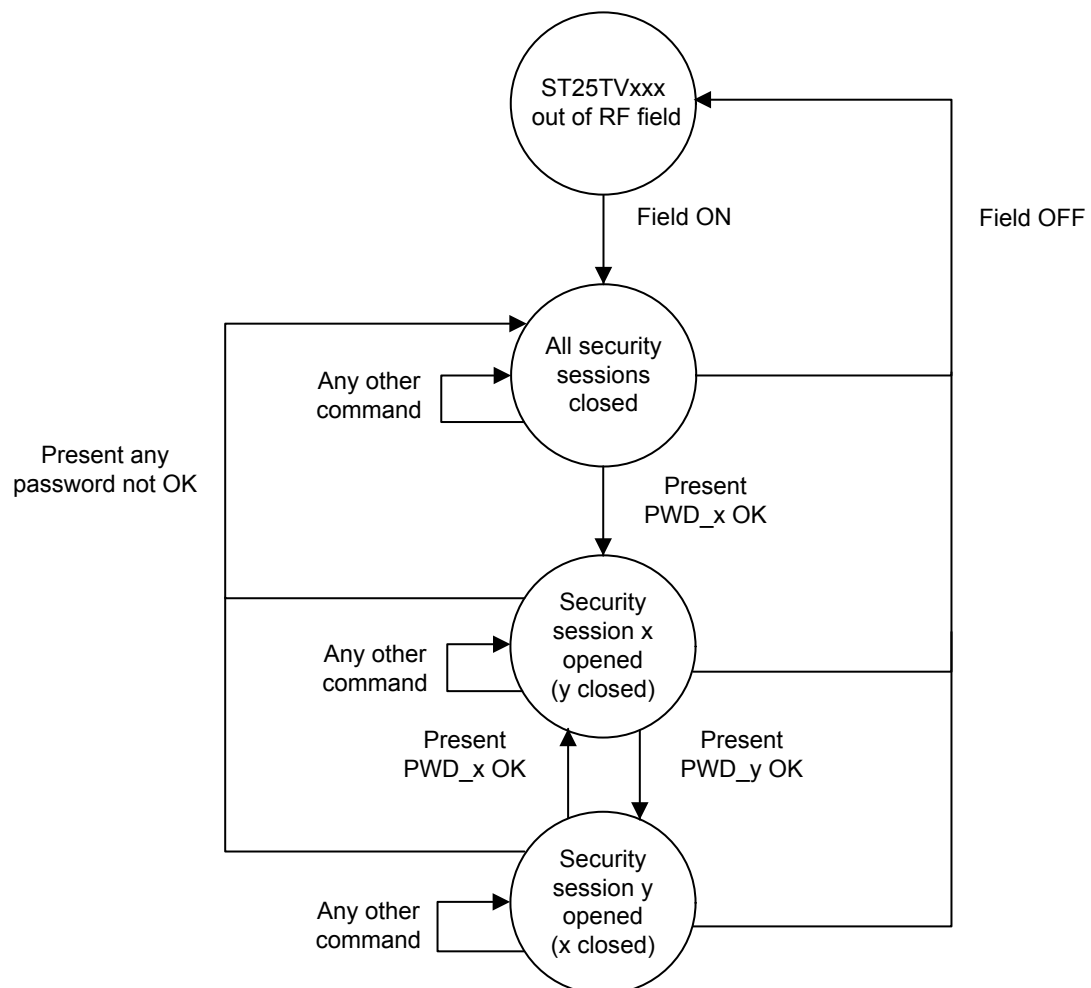 ST25TVxxx
out of RF field
Field ON
Field OFF
All security
sessions
closed
Any other
command
Present any
password not OK
Present
PWD_x OK
Security
session x
opened
(y closed)
Any other
command
Present
PWD_x OK
Present
PWD_y OK
Security
session y
opened
(x closed)
Any other
command